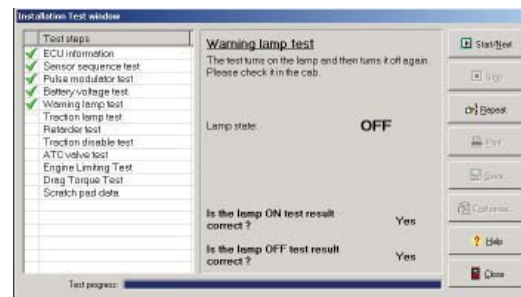 Installation Test window
Test steps
ECU information
Sensor sequence test
Pulse modulator test
Battery voltage test
Warning lamp test
Traction lamp test
Retarder test
Traction disable test
ATC valve test
Engine Limiting Test
Drag Torque Test
Scratch pad data
Warning lamp test
The test turns on the lamp and then turns it off again.
Please check it in the cab.
Lamp state: OFF
Is the lamp ON test result
correct ? Yes
Is the lamp OFF test result
correct ? Yes
Start/Next
Stop
Repeat
Print
Save
Help
Close
Test progress: